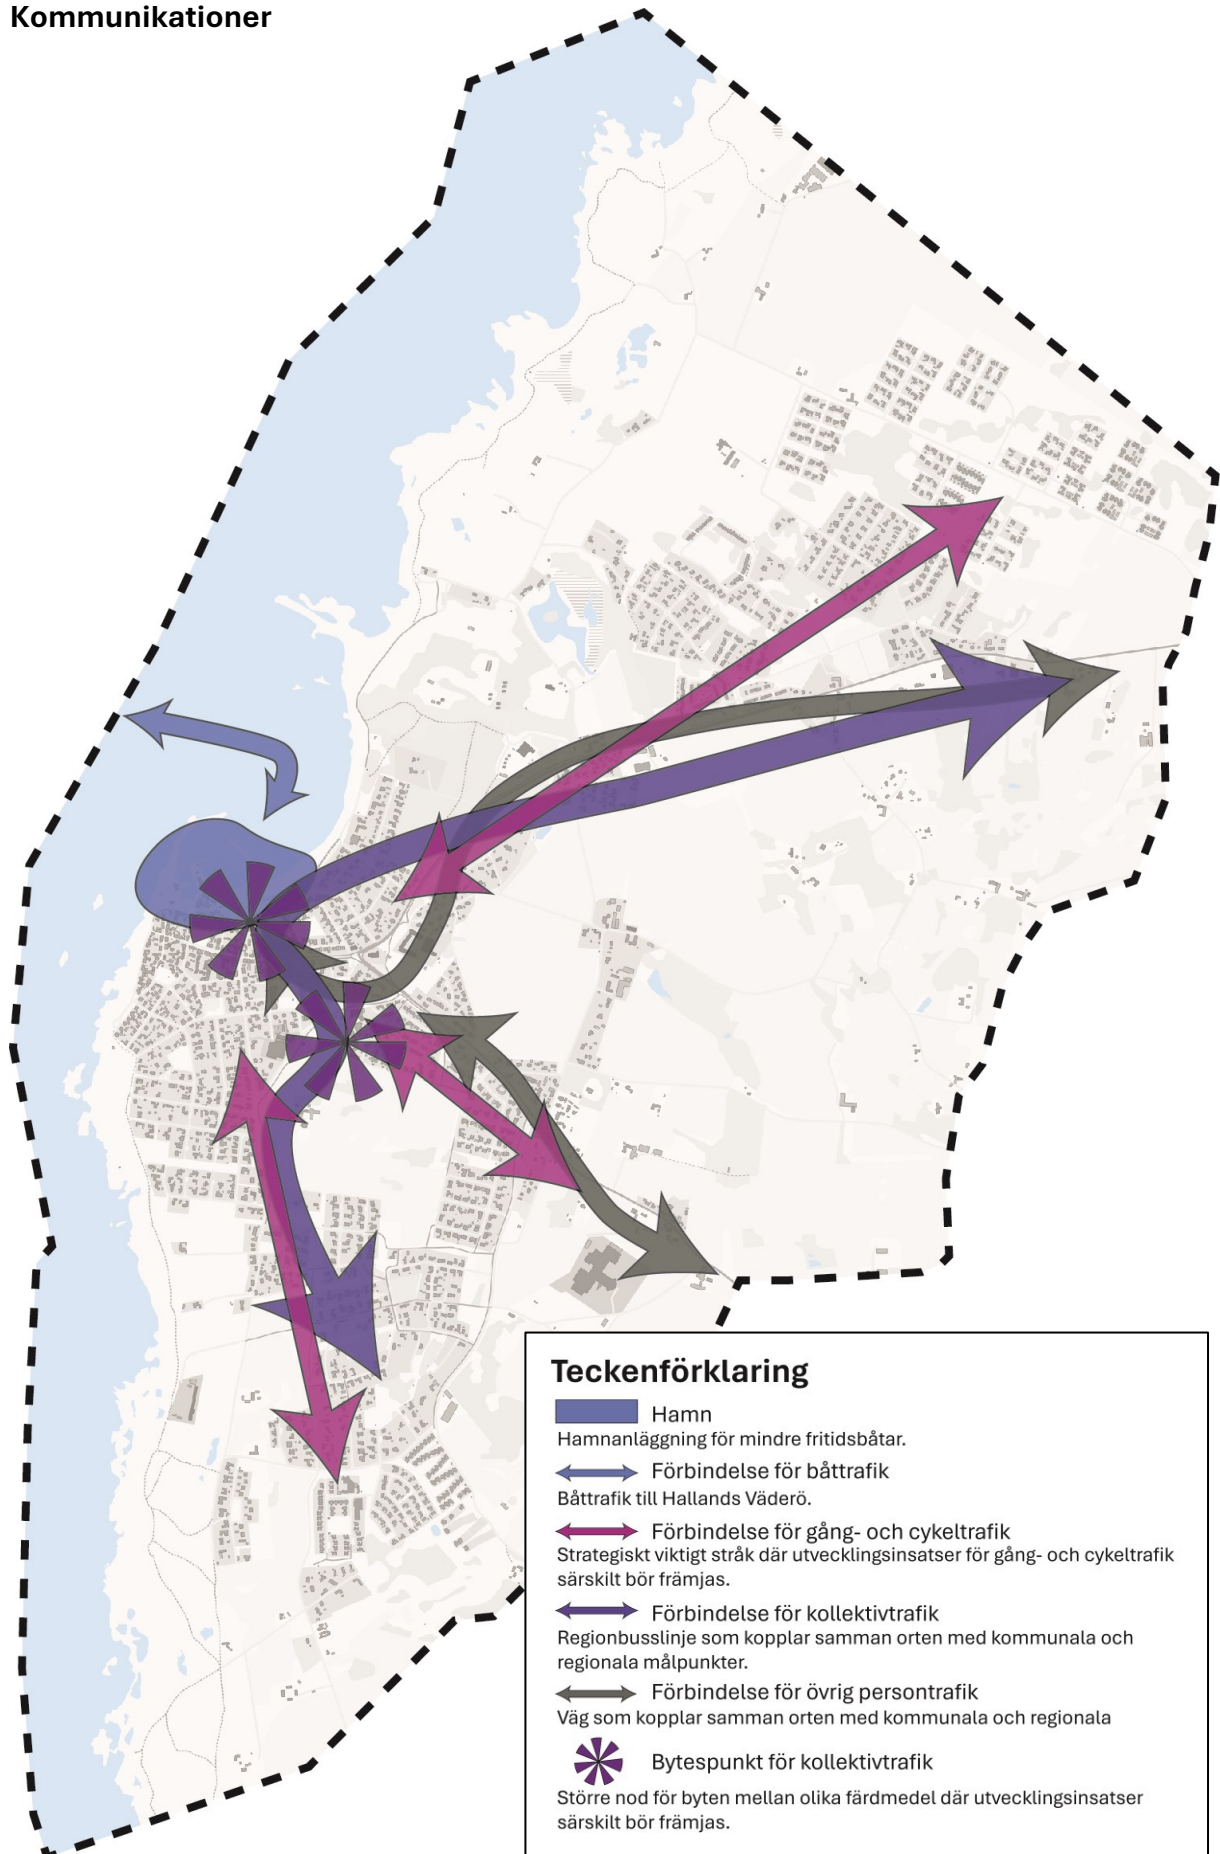 Kommunikationer
Teckenförklaring
Hamn
Hamnanläggning för mindre fritidsbåtar.
Förbindelse för båttrafik
Båttrafik till Hallands Väderö.
Förbindelse för gång- och cykeltrafik
Strategiskt viktigt stråk där utvecklingsinsatser för gång- och cykeltrafik
särskilt bör främjas.
Förbindelse för kollektivtrafik
Regionbusslinje som kopplar samman orten med kommunala och
regionala målpunkter.
Förbindelse för övrig persontrafik
Väg som kopplar samman orten med kommunala och regionala
Bytespunkt för kollektivtrafik
Större nod för byten mellan olika färdmedel där utvecklingsinsatser
särskilt bör främjas.